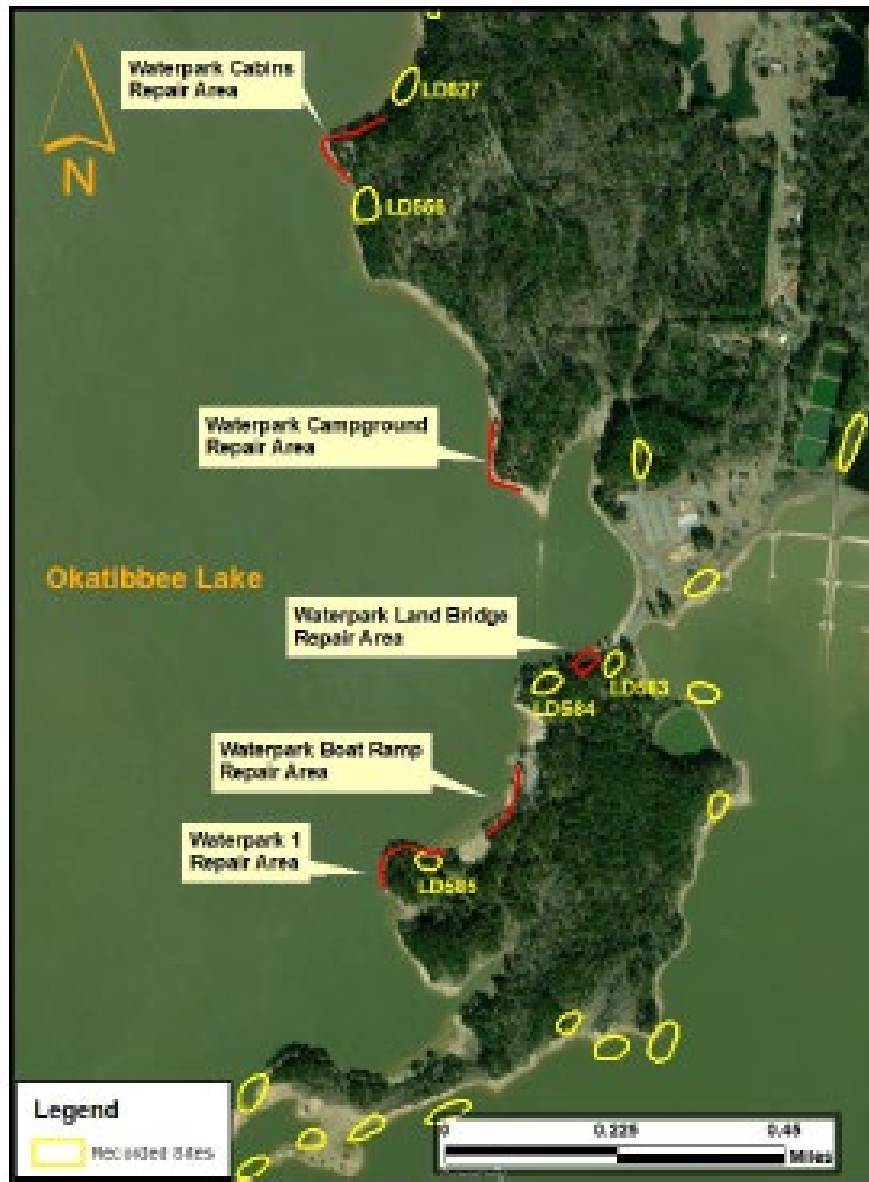 Waterpark Cabins
Repair Area
LD627
N
Waterpark Campground
Repair Area
Okatibbee Lake
Waterpark Land Bridge
Repair Area
LD583
LD584
Waterpark Boat Ramp
Repair Area
Waterpark 1
Repair Area
LD585
Legend
Recorded Sites
0
0.225
0.45
Miles